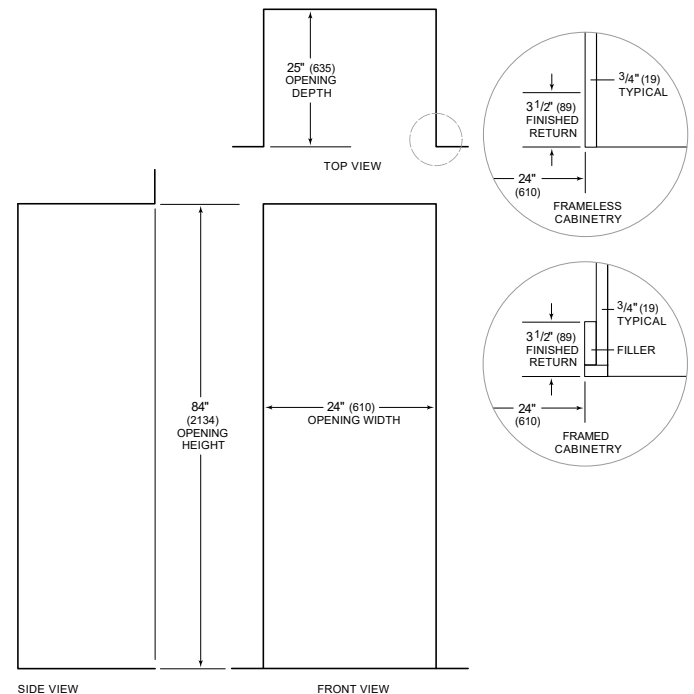 25" (635)
OPENING
DEPTH
TOP VIEW
3/4" (19)
TYPICAL
3 1/2" (89)
FINISHED
RETURN
24"
(610)
FRAMELESS
CABINETRY
3/4" (19)
TYPICAL
3 1/2" (89)
FINISHED
RETURN
FILLER
24"
(610)
FRAMED
CABINETRY
84"
(2134)
OPENING
HEIGHT
24" (610)
OPENING WIDTH
SIDE VIEW
FRONT VIEW